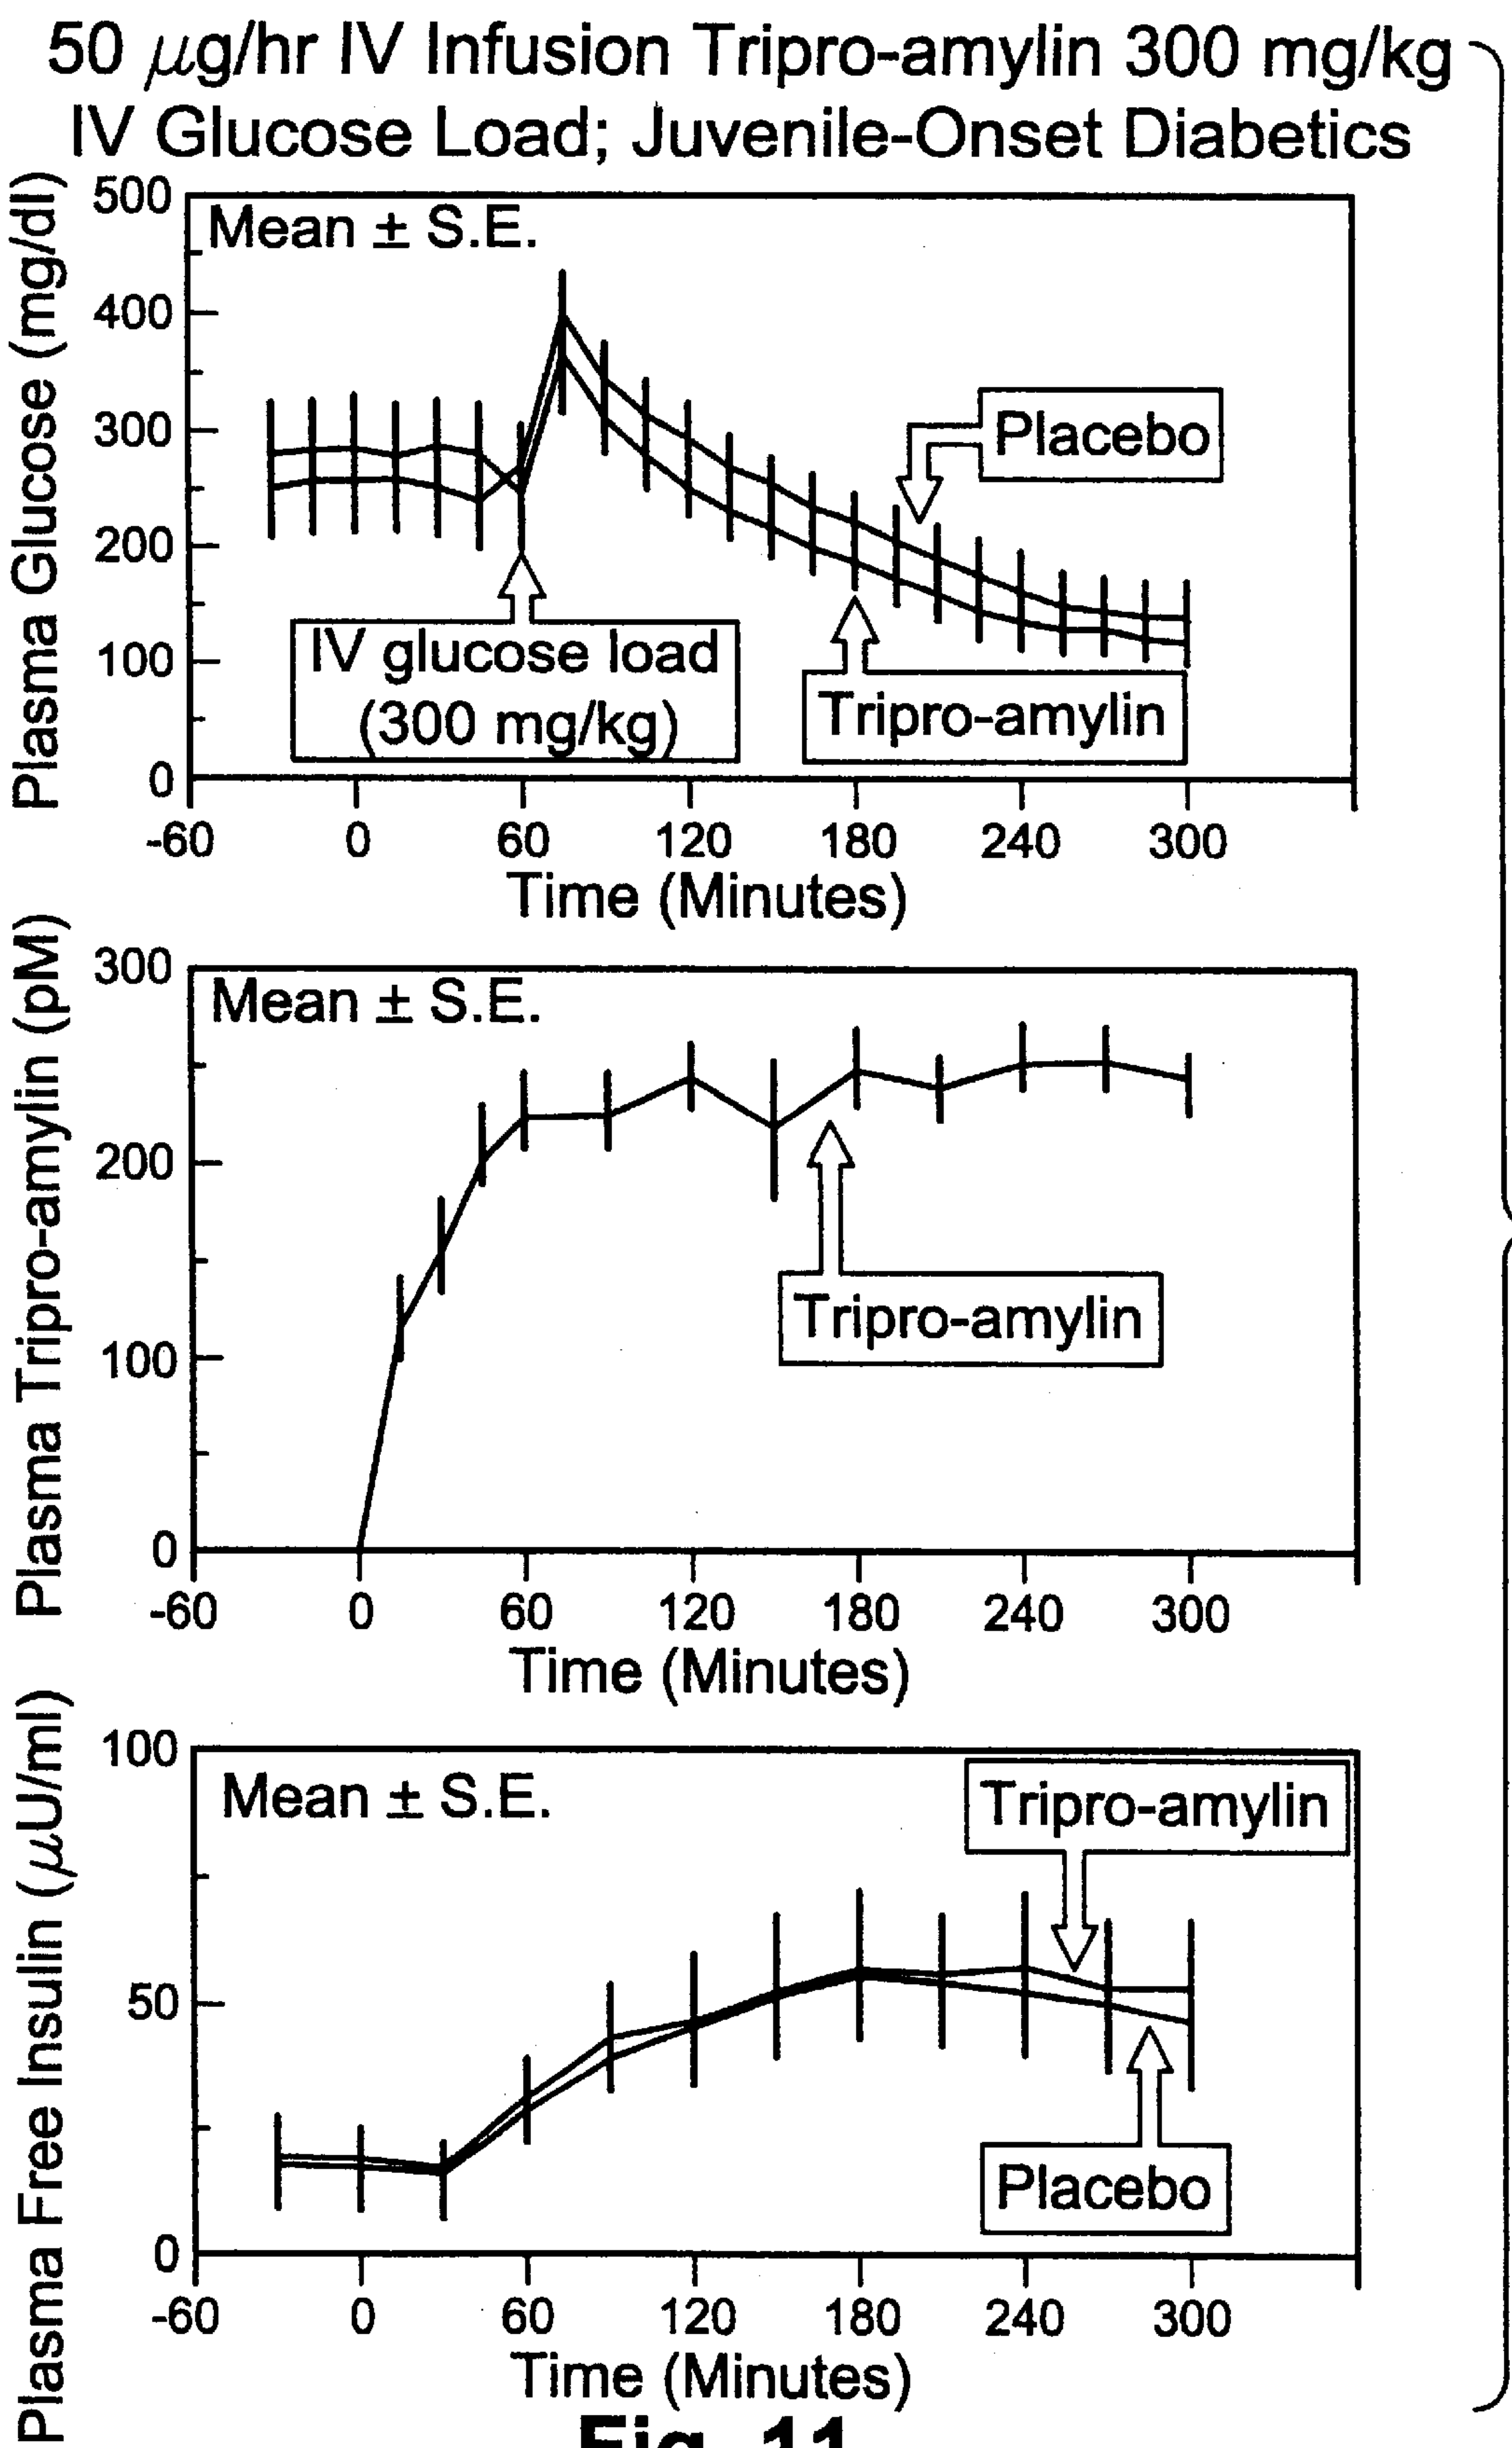 50 μg/hr IV Infusion Tripro-amylin 300 mg/kg
IV Glucose Load; Juvenile-Onset Diabetics
Plasma Glucose (mg/dl)
500
400
300
200
100
0
Mean ± S.E.
Placebo
IV glucose load
(300 mg/kg)
Tripro-amylin
-60 0 60 120 180 240 300
Time (Minutes)
Plasma Tripro-amylin (pM)
300
200
100
0
Mean ± S.E.
Tripro-amylin
-60 0 60 120 180 240 300
Time (Minutes)
Plasma Free Insulin (μU/ml)
100
50
0
Mean ± S.E.
Tripro-amylin
Placebo
-60 0 60 120 180 240 300
Time (Minutes)
Fig. 11